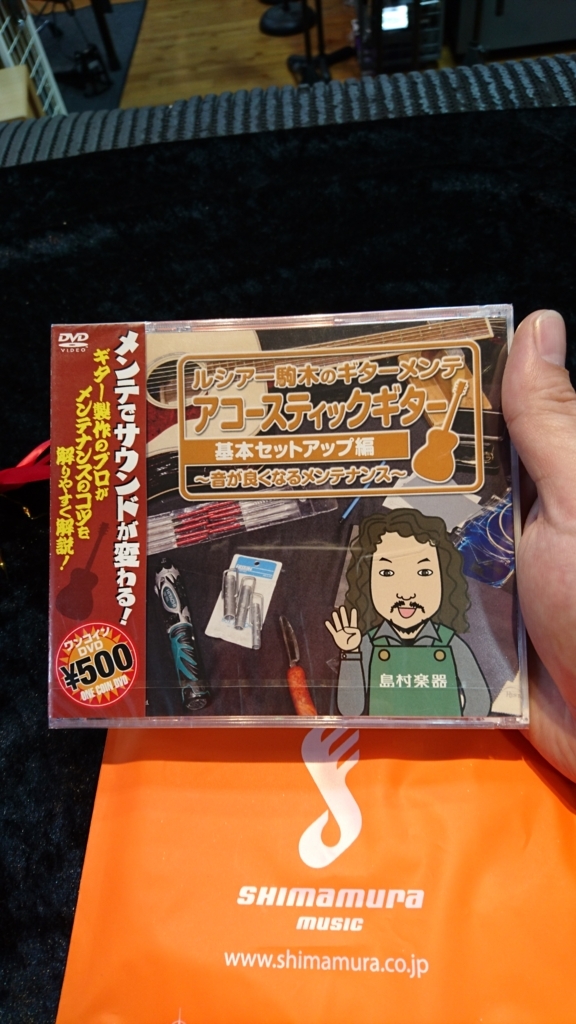 DVD
VIDEO
メンテでサウンドが変わる!
ギター製作のプロが
メンテナンスのコツを
解りやすく解説!
ワンコインDVD
¥500
ONE COIN DVD
ルシアー駒木のギターメンテ
アコースティックギター
基本セットアップ編
~音が良くなるメンテナンス~
島村楽器
SHIMAMURA
MUSIC
www.shimamura.co.jp